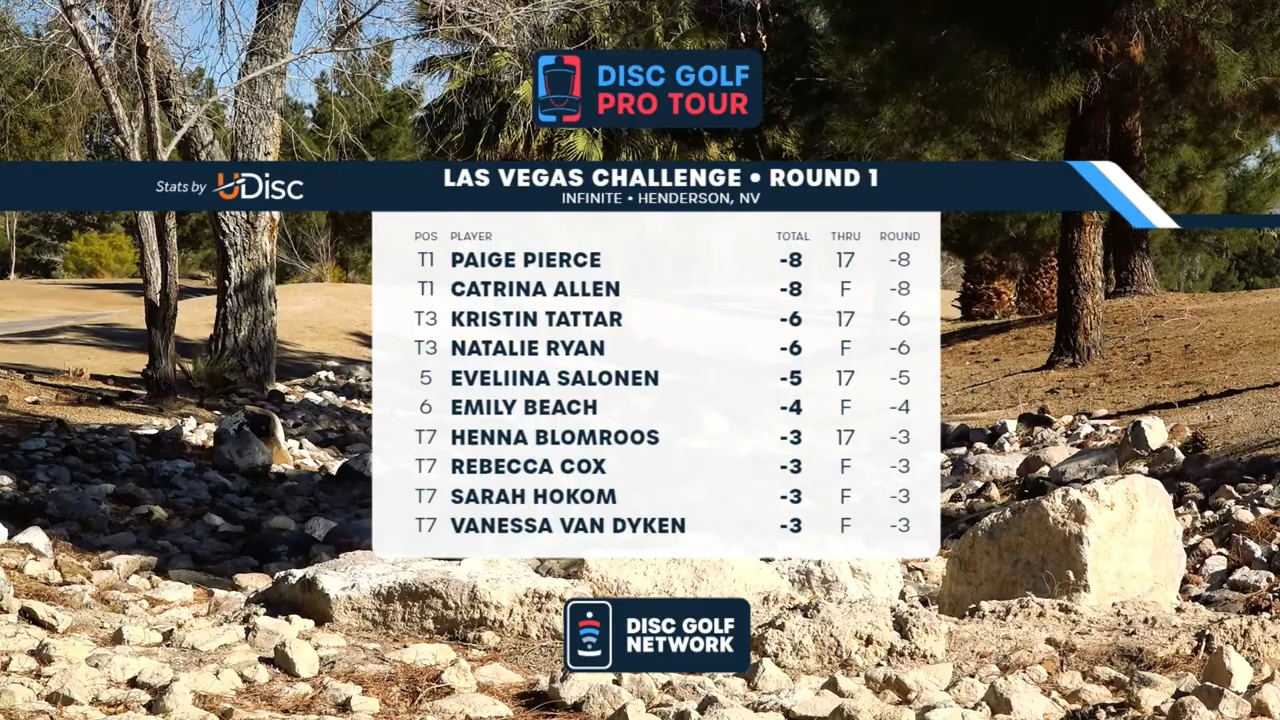 DISC GOLF
PRO TOUR
Stats by UDisc
LAS VEGAS CHALLENGE • ROUND 1
INFINITE • HENDERSON, NV
POS PLAYER TOTAL THRU ROUND
T1 PAIGE PIERCE -8 17 -8
T1 CATRINA ALLEN -8 F -8
T3 KRISTIN TATTAR -6 17 -6
T3 NATALIE RYAN -6 F -6
5 EVELIINA SALONEN -5 17 -5
6 EMILY BEACH -4 F -4
T7 HENNA BLOMROOS -3 17 -3
T7 REBECCA COX -3 F -3
T7 SARAH HOKOM -3 F -3
T7 VANESSA VAN DYKEN -3 F -3
DISC GOLF
NETWORK